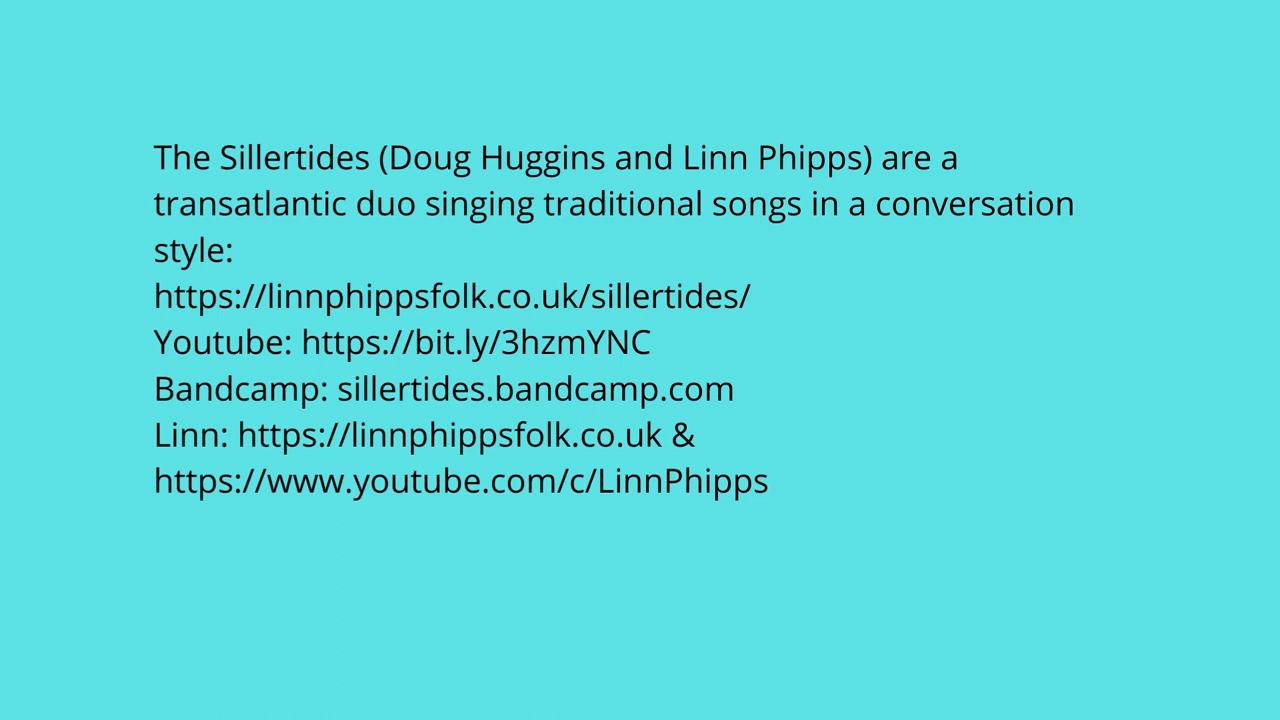 The Sillertides (Doug Huggins and Linn Phipps) are a
transatlantic duo singing traditional songs in a conversation
style:
https://linnphippsfolk.co.uk/sillertides/
Youtube: https://bit.ly/3hzmYNC
Bandcamp: sillertides.bandcamp.com
Linn: https://linnphippsfolk.co.uk &
https://www.youtube.com/c/LinnPhipps